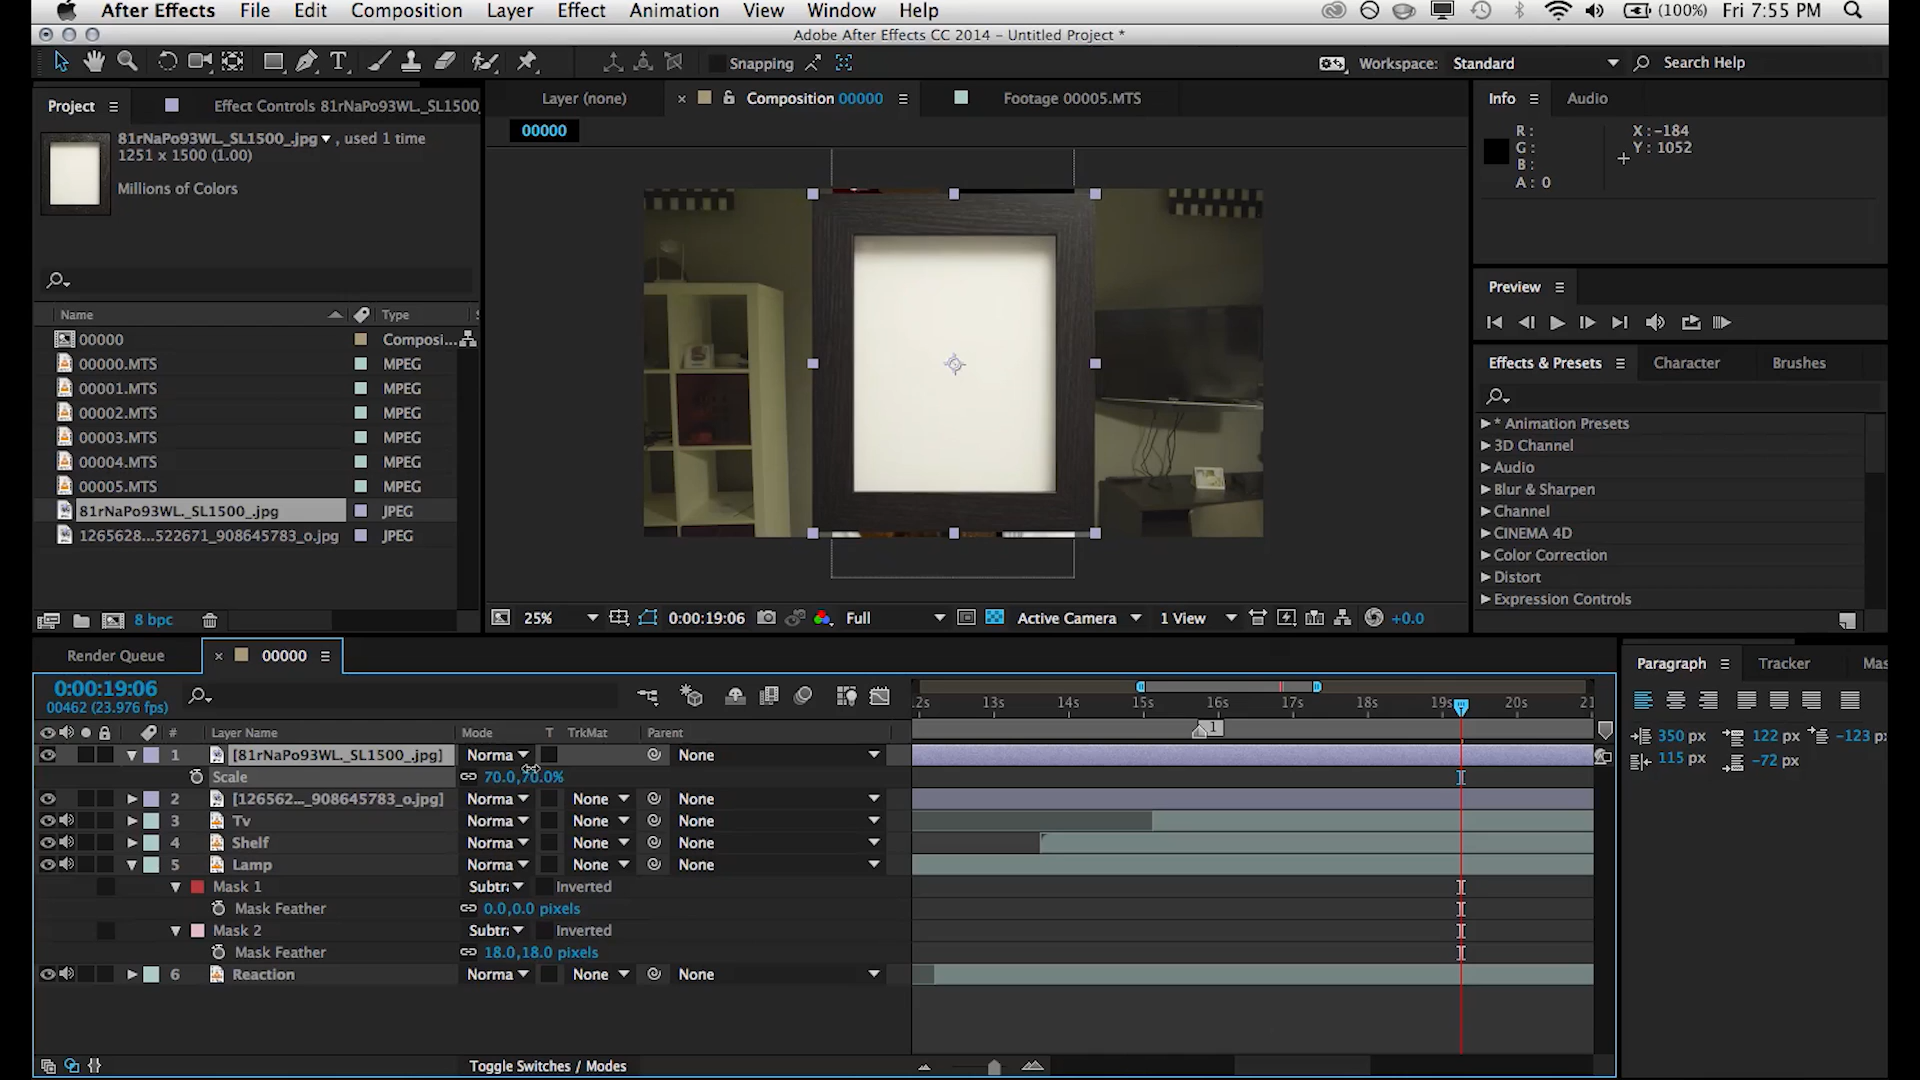 After Effects File Edit Composition Layer Effect Animation View Window Help (100%) Fri 7:55 PM
Adobe After Effects CC 2014 - Untitled Project *
Snapping Workspace: Standard Search Help
Project Effect Controls 81rNaPo93WL._SL1500_ Layer (none) Composition 00000 Footage 00005.MTS Info Audio
81rNaPo93WL._SL1500_.jpg , used 1 time
1251 x 1500 (1.00)
Millions of Colors
00000
R: X : -184
G: Y : 1052
B:
A: 0
Preview
Name Type
00000 Composi...
00000.MTS MPEG
00001.MTS MPEG
00002.MTS MPEG
00003.MTS MPEG
00004.MTS MPEG
00005.MTS MPEG
81rNaPo93WL._SL1500_.jpg JPEG
1265628...522671_908645783_o.jpg JPEG
8 bpc
Effects & Presets Character Brushes
* Animation Presets
3D Channel
Audio
Blur & Sharpen
Channel
CINEMA 4D
Color Correction
Distort
Expression Controls
25% 0:00:19:06 Full Active Camera 1 View +0.0
Render Queue 00000
0:00:19:06
00462 (23.976 fps)
2s 13s 14s 15s 16s 17s 18s 19s 20s 21
# Layer Name Mode T TrkMat Parent
1
1 [81rNaPo93WL._SL1500_.jpg] Norma None
Scale 70.0,70.0%
2 [126562..._908645783_o.jpg] Norma None None
3 Tv Norma None None
4 Shelf Norma None None
5 Lamp Norma None None
Mask 1 Subtr Inverted
Mask Feather 0.0,0.0 pixels
Mask 2 Subtr Inverted
Mask Feather 18.0,18.0 pixels
6 Reaction Norma None None
Toggle Switches / Modes
Paragraph Tracker Mas
350 px 122 px -123 p
115 px -72 px